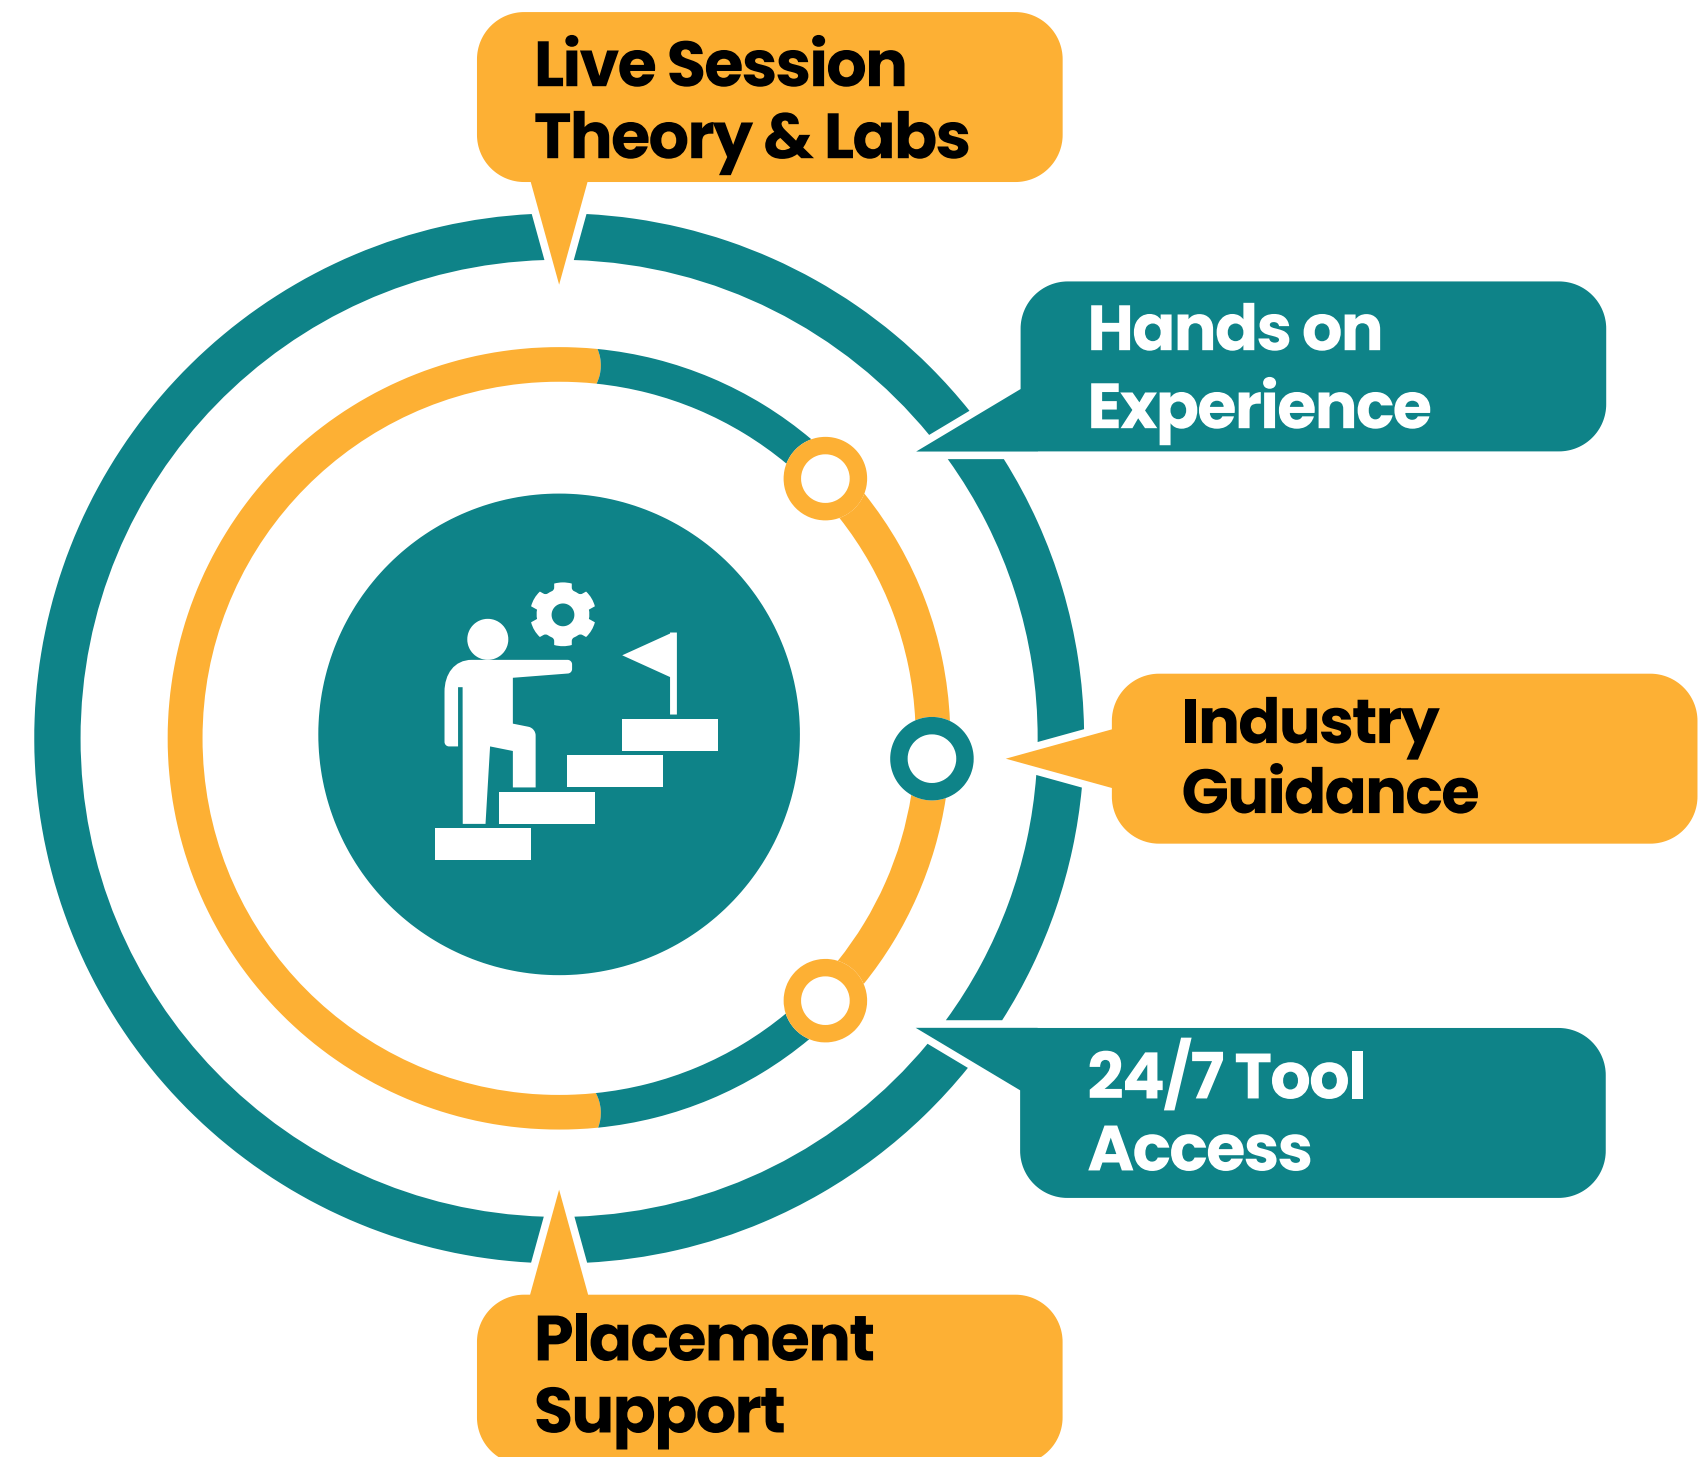 Live Session
Theory & Labs
Hands on
Experience
Industry
Guidance
24/7 Tool
Access
Placement
Support